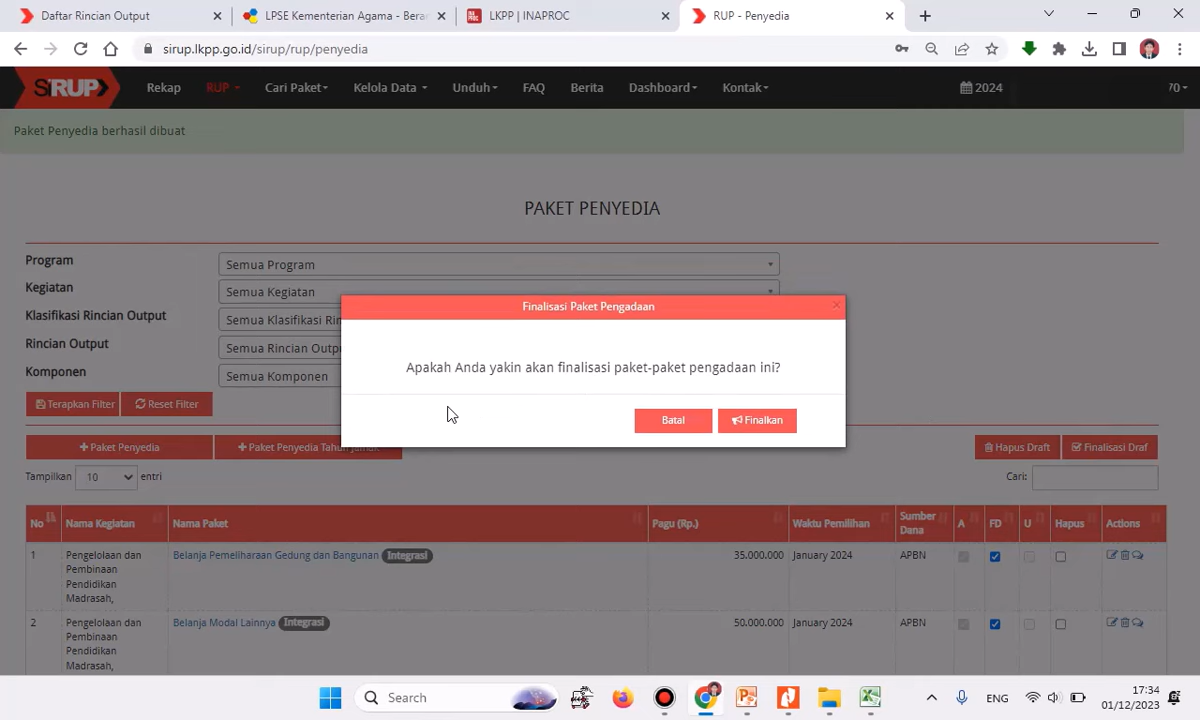 Daftar Rincian Output
LPSE Kementerian Agama - Bera
LKPP | INAPROC
RUP - Penyedia
sirup.lkpp.go.id/sirup/rup/penyedia
SiRUP
Rekap
RUP
Cari Paket
Kelola Data
Unduh
FAQ
Berita
Dashboard
Kontak
2024
70
Paket Penyedia berhasil dibuat
PAKET PENYEDIA
Program
Semua Program
Kegiatan
Semua Kegiatan
Klasifikasi Rincian Output
Semua Klasifikasi Rin
Rincian Output
Semua Rincian Outp
Komponen
Semua Komponen
Finalisasi Paket Pengadaan
Apakah Anda yakin akan finalisasi paket-paket pengadaan ini?
Batal
Finalkan
Terapkan Filter
Reset Filter
+ Paket Penyedia
+ Paket Penyedia Tahun Jamak
Hapus Draft
Finalisasi Draf
Tampilkan 10 entri
Cari:
No
Nama Kegiatan
Nama Paket
Pagu (Rp.)
Waktu Pemilihan
Sumber
Dana
A
FD
U
Hapus
Actions
1
Pengelolaan dan
Pembinaan
Pendidikan
Madrasah,
Belanja Pemeliharaan Gedung dan Bangunan Integrasi
35.000.000
January 2024
APBN
2
Pengelolaan dan
Pembinaan
Pendidikan
Madrasah,
Belanja Modal Lainnya Integrasi
50.000.000
January 2024
APBN
Search
ENG
17:34
01/12/2023